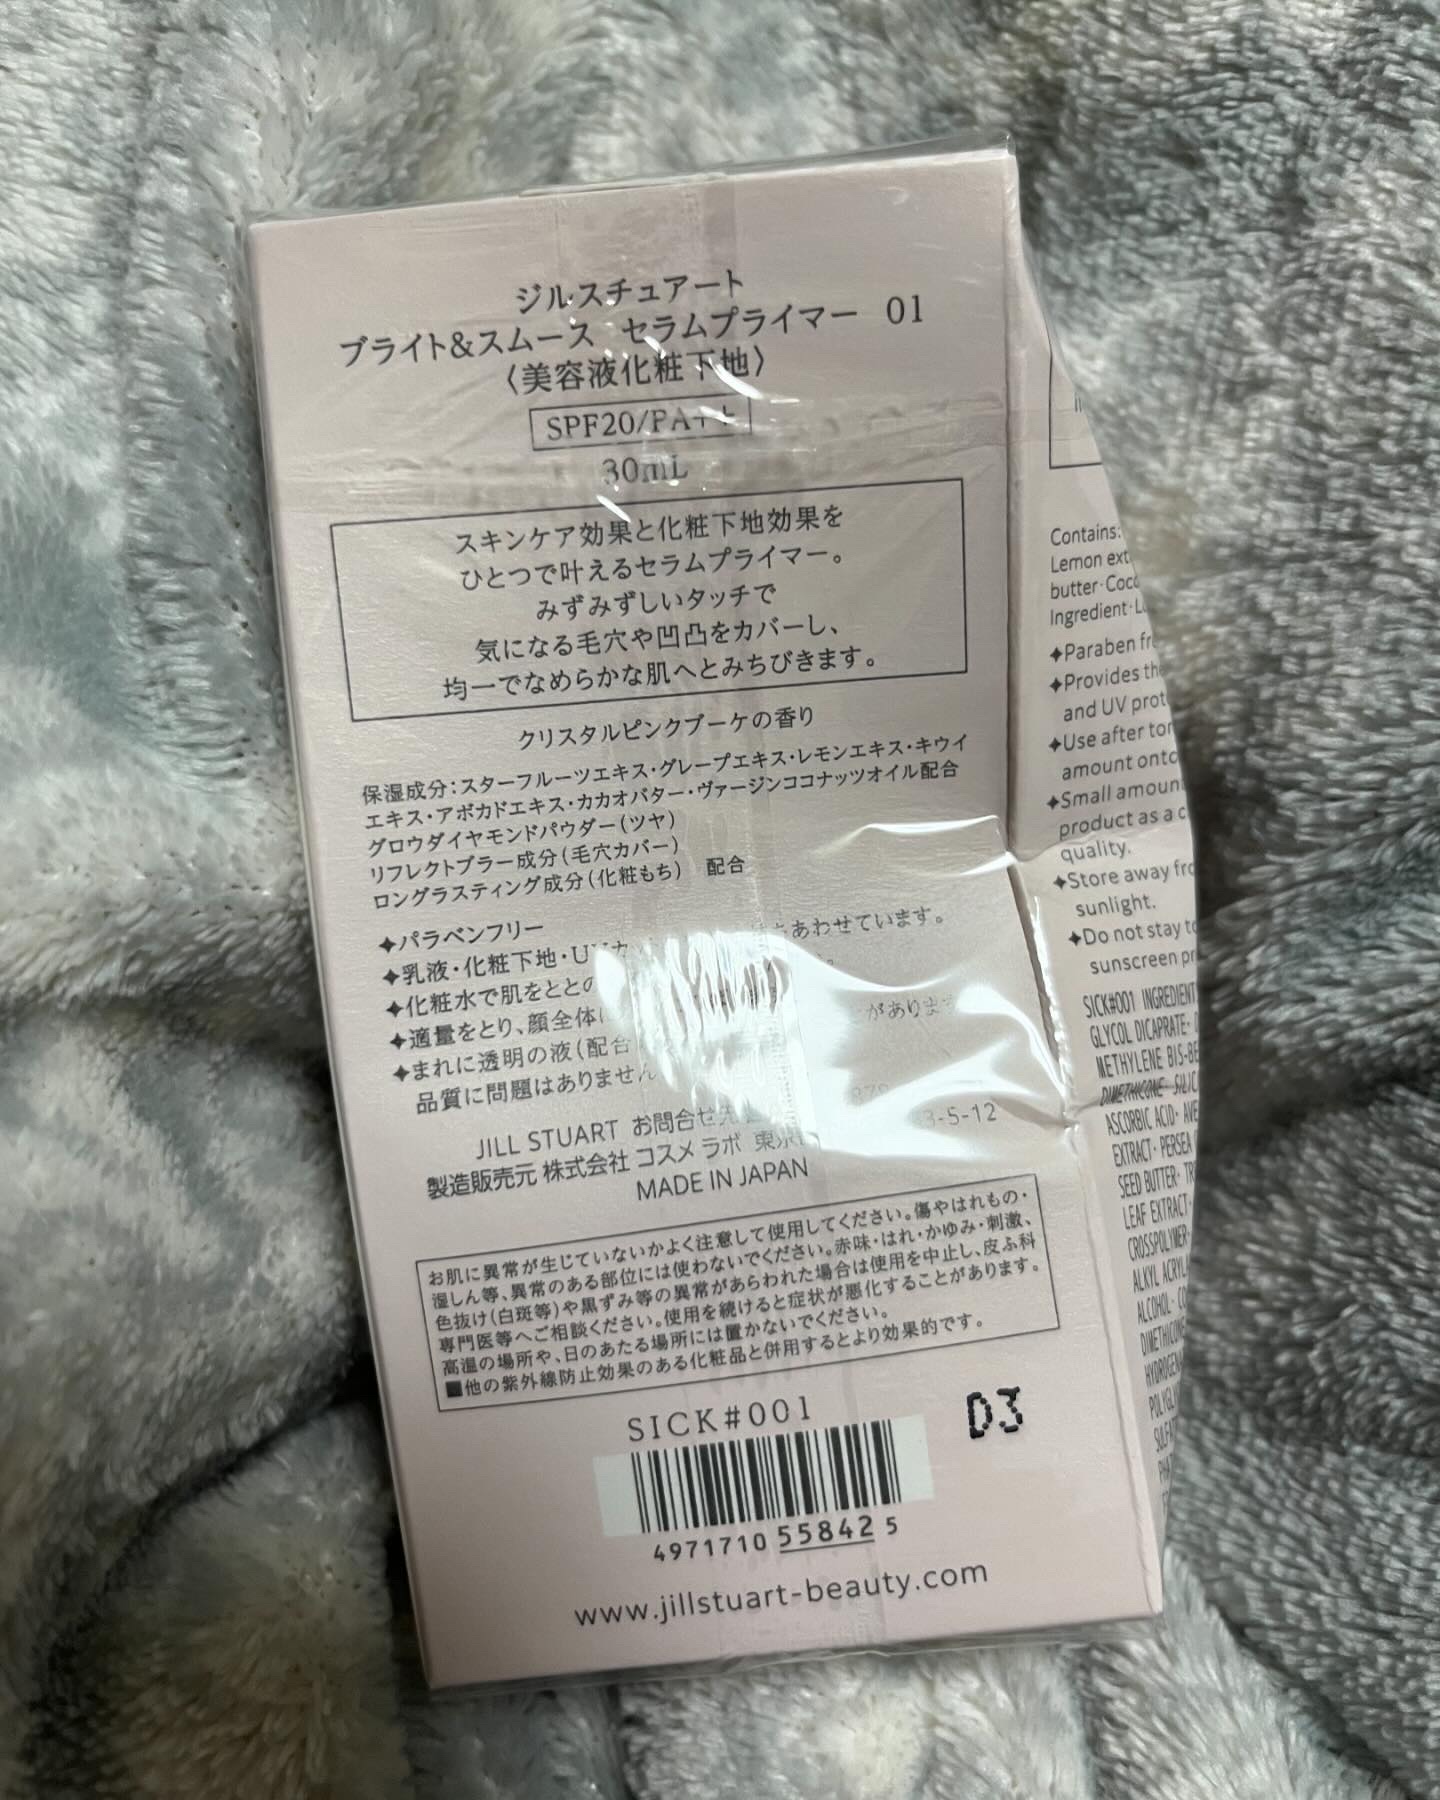 ジルスチュアート
ブライト&スムース セラムプライマー 01
〈美容液化粧下地〉
SPF20/PA++
30mL
スキンケア効果と化粧下地効果を
ひとつで叶えるセラムプライマー。
みずみずしいタッチで
気になる毛穴や凹凸をカバーし、
均一でなめらかな肌へとみちびきます。
クリスタルピンクブーケの香り
保湿成分:スターフルーツエキス・グレープエキス・レモンエキス・キウイ
エキス・アボカドエキス・カカオバター・ヴァージンココナッツオイル配合
グロウダイヤモンドパウダー(ツヤ)
リフレクトブラー成分(毛穴カバー)
ロングラスティング成分(化粧もち) 配合
✦パラベンフリー
✦乳液・化粧下地・UVカ あわせています。
✦化粧水で肌をととの
✦適量をとり、顔全体に
✦まれに透明の液(配合 があります
品質に問題はありません
JILL STUART お問合せ先
製造販売元 株式会社 コスメ ラボ 東京 3-5-12
MADE IN JAPAN
お肌に異常が生じていないかよく注意して使用してください。傷やはれもの・
湿しん等、異常のある部位には使わないでください。赤味・はれ・かゆみ・刺激、
色抜け(白斑等)や黒ずみ等の異常があらわれた場合は使用を中止し、皮ふ科
専門医等へご相談ください。使用を続けると症状が悪化することがあります。
高温の場所や、日のあたる場所には置かないでください。
■他の紫外線防止効果のある化粧品と併用するとより効果的です。
SICK#001
D3
4971710 55842 5
www.jillstuart-beauty.com
Contains:
Lemon
butter·
Ingredient·
✦Paraben
✦Provides
and UV
✦Use after
amount
✦Small amount
product as a
quality.
✦Store away
sunlight.
✦Do not stay
sunscreen
SICK#001 INGREDIENT
GLYCOL DICAPRATE·
METHYLENE
DIMETHICONE·
ASCORBIC ACID·
EXTRACT· PERSEA
SEED BUTTER·
LEAF EXTRACT·
CROSSPOLYMER·
ALKYL
ALCOHOL·
DIMETHICONE